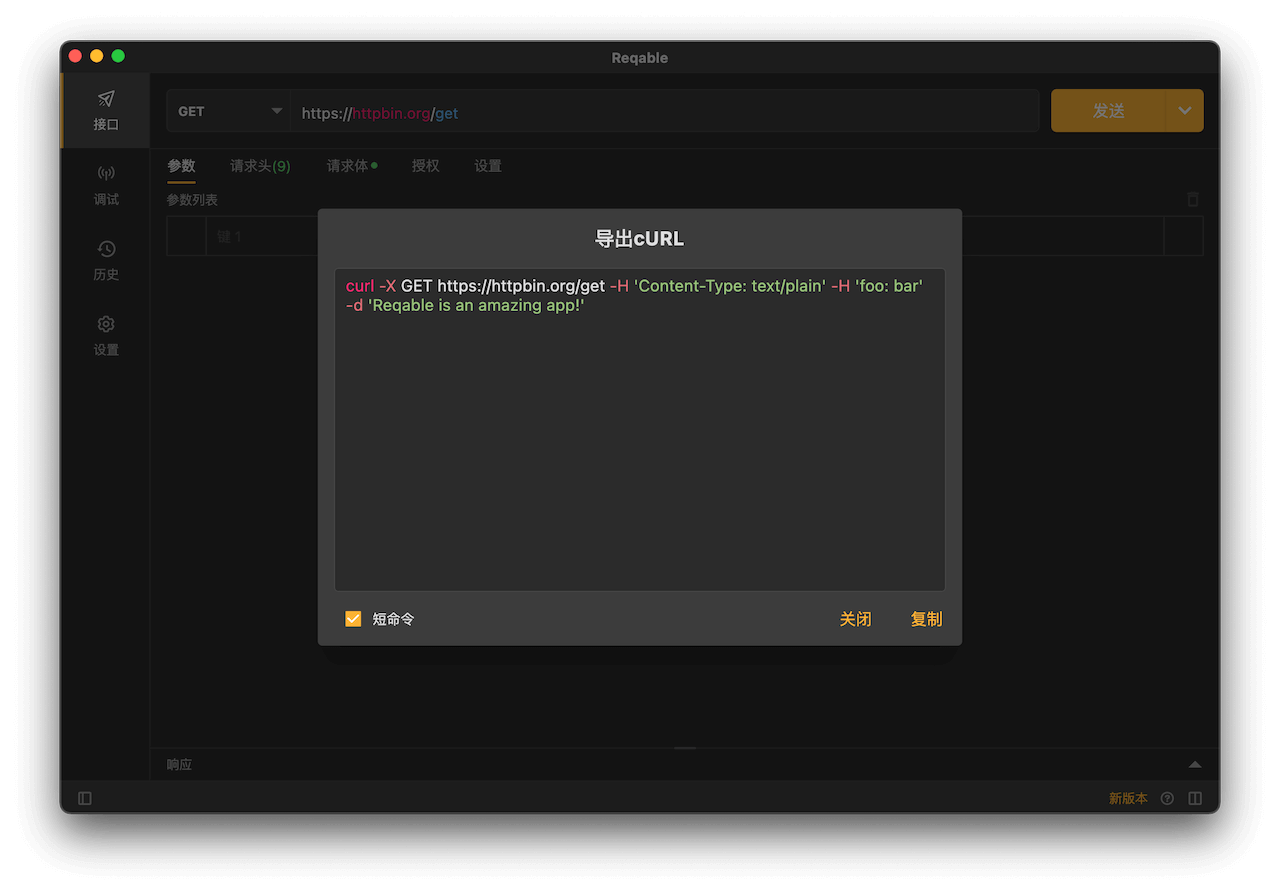 Reqable
接口
调试
历史
设置
GET
https://httpbin.org/get
发送
参数
请求头(9)
请求体
授权
设置
参数列表
键 1
导出cURL
curl -X GET https://httpbin.org/get -H 'Content-Type: text/plain' -H 'foo: bar'
-d 'Reqable is an amazing app!'
短命令
关闭
复制
响应
新版本